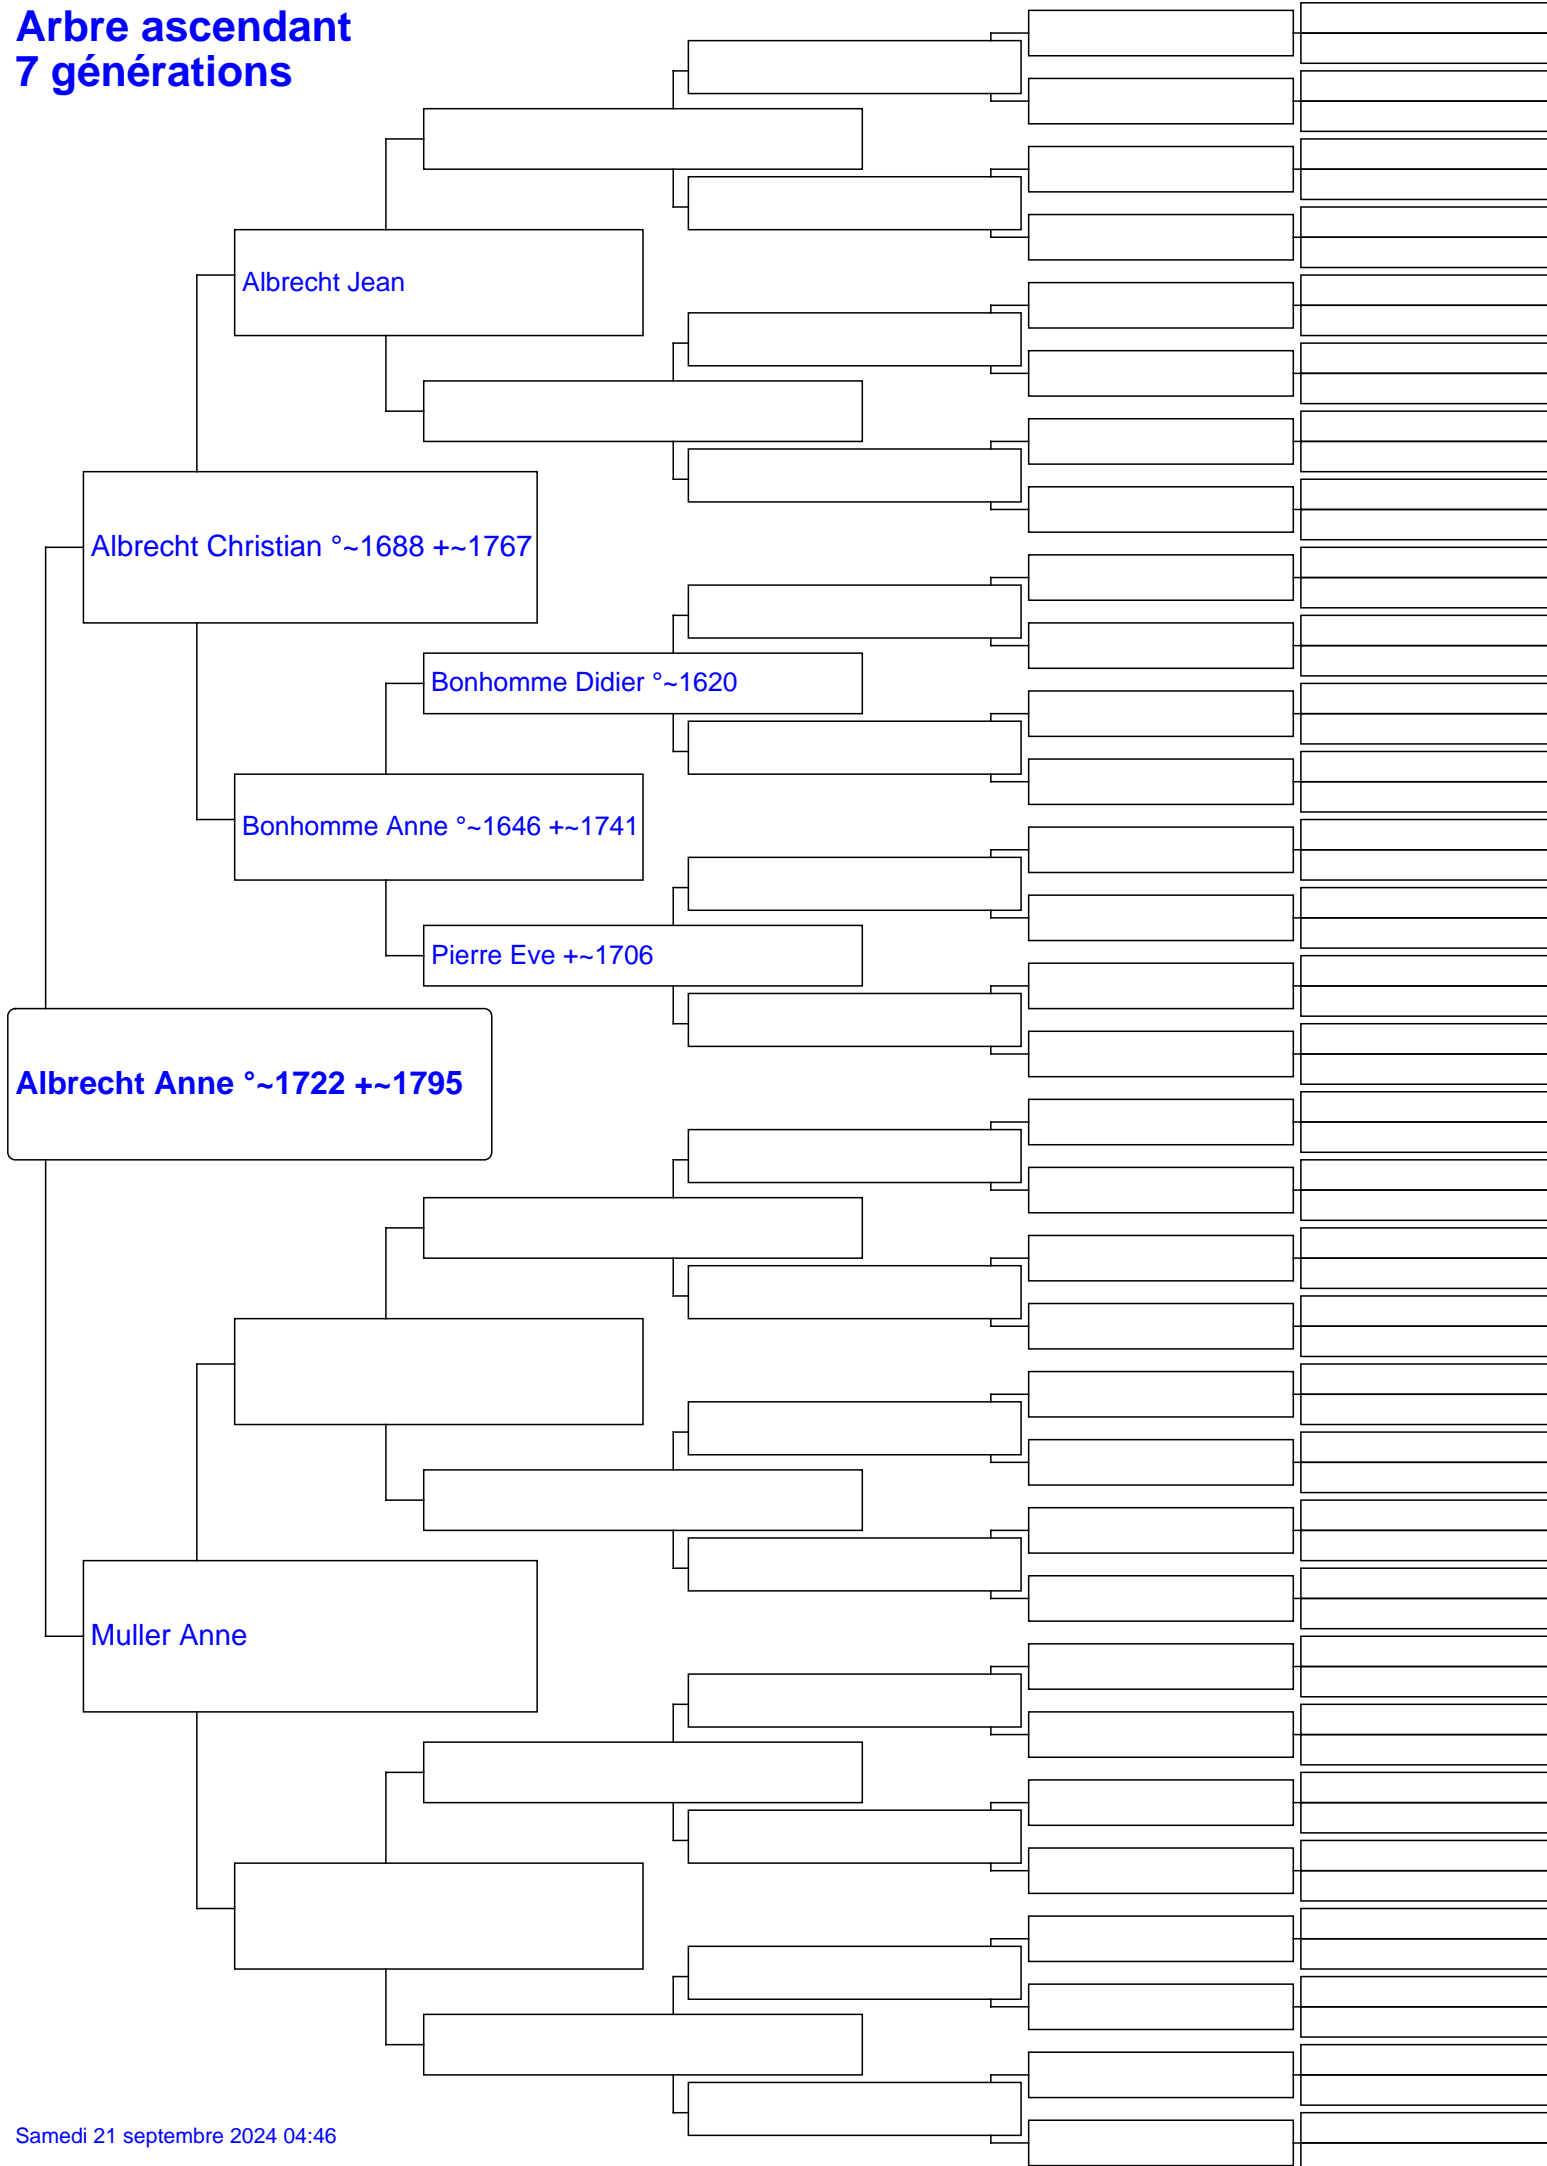 Arbre ascendant
7 générations
Albrecht Jean
Albrecht Christian °~1688 +~1767
Bonhomme Didier °~1620
Bonhomme Anne °~1646 +~1741
Pierre Eve +~1706
Albrecht Anne °~1722 +~1795
Muller Anne
Samedi 21 septembre 2024 04:46